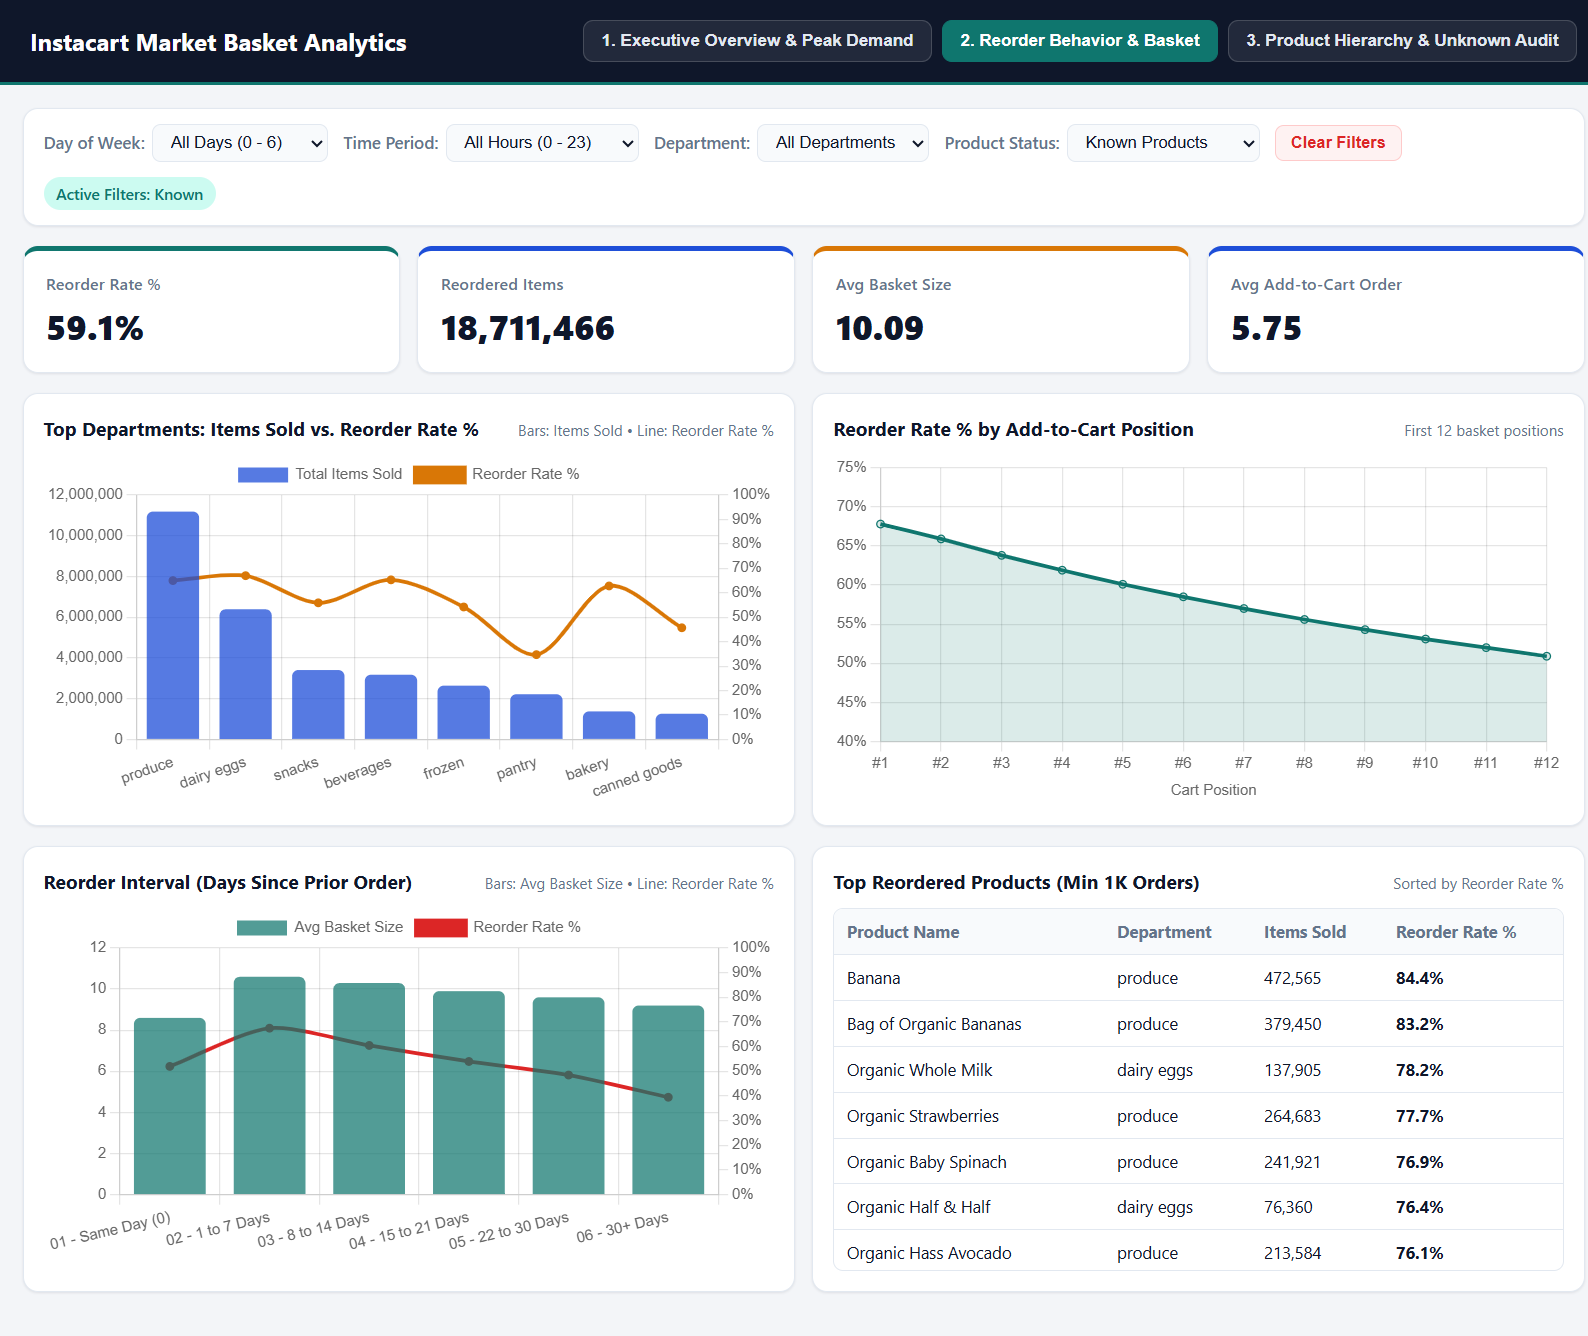 Instacart Market Basket Analytics
1. Executive Overview & Peak Demand
2. Reorder Behavior & Basket
3. Product Hierarchy & Unknown Audit
Day of Week: All Days (0 - 6) Time Period: All Hours (0 - 23) Department: All Departments Product Status: Known Products Clear Filters
Active Filters: Known
Reorder Rate %
59.1%
Reordered Items
18,711,466
Avg Basket Size
10.09
Avg Add-to-Cart Order
5.75
Top Departments: Items Sold vs. Reorder Rate %
Bars: Items Sold • Line: Reorder Rate %
Total Items Sold Reorder Rate %
12,000,000
10,000,000
8,000,000
6,000,000
4,000,000
2,000,000
0
100%
90%
80%
70%
60%
50%
40%
30%
20%
10%
0%
produce
dairy eggs
snacks
beverages
frozen
pantry
bakery
canned goods
Reorder Rate % by Add-to-Cart Position
First 12 basket positions
75%
70%
65%
60%
55%
50%
45%
40%
#1 #2 #3 #4 #5 #6 #7 #8 #9 #10 #11 #12
Cart Position
Reorder Interval (Days Since Prior Order)
Bars: Avg Basket Size • Line: Reorder Rate %
Avg Basket Size Reorder Rate %
12
10
8
6
4
2
0
100%
90%
80%
70%
60%
50%
40%
30%
20%
10%
0%
01 - Same Day (0)
02 - 1 to 7 Days
03 - 8 to 14 Days
04 - 15 to 21 Days
05 - 22 to 30 Days
06 - 30+ Days
Top Reordered Products (Min 1K Orders)
Sorted by Reorder Rate %
Product Name Department Items Sold Reorder Rate %
Banana produce 472,565 84.4%
Bag of Organic Bananas produce 379,450 83.2%
Organic Whole Milk dairy eggs 137,905 78.2%
Organic Strawberries produce 264,683 77.7%
Organic Baby Spinach produce 241,921 76.9%
Organic Half & Half dairy eggs 76,360 76.4%
Organic Hass Avocado produce 213,584 76.1%